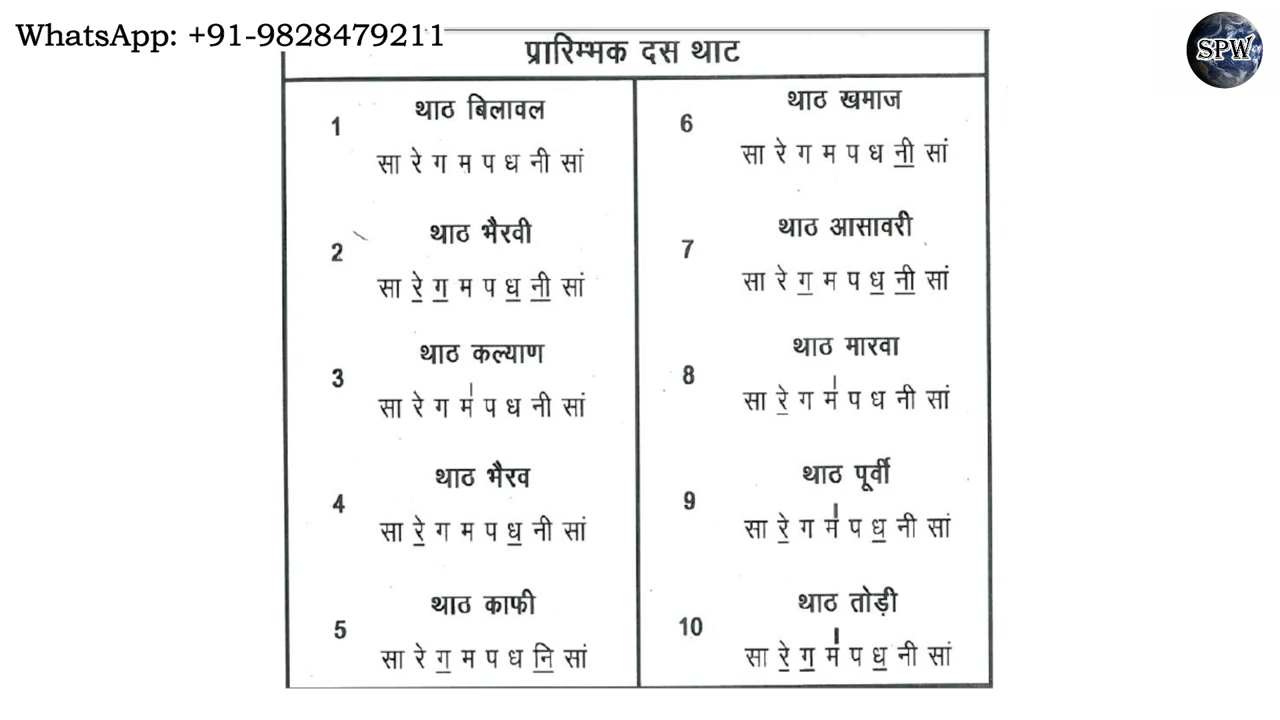 WhatsApp: +91-9828479211
SPW
प्रारिम्मक दस थाट
1
थाठ बिलावल
सा रे ग म प ध नी सां
2
थाठ भैरवी
सा रे॒ ग॒ म प ध॒ नी॒ सां
3
थाठ कल्याण
सा रे ग म॑ प ध नी सां
4
थाठ भैरव
सा रे॒ ग म प ध॒ नी सां
5
थाठ काफी
सा रे ग॒ म प ध नि॒ सां
6
थाठ खमाज
सा रे ग म प ध नी॒ सां
7
थाठ आसावरी
सा रे ग॒ म प ध॒ नी॒ सां
8
थाठ मारवा
सा रे॒ ग म॑ प ध नी सां
9
थाठ पूर्वी
सा रे॒ ग म॑ प ध॒ नी सां
10
थाठ तोड़ी
सा रे॒ ग॒ म॑ प ध॒ नी सां